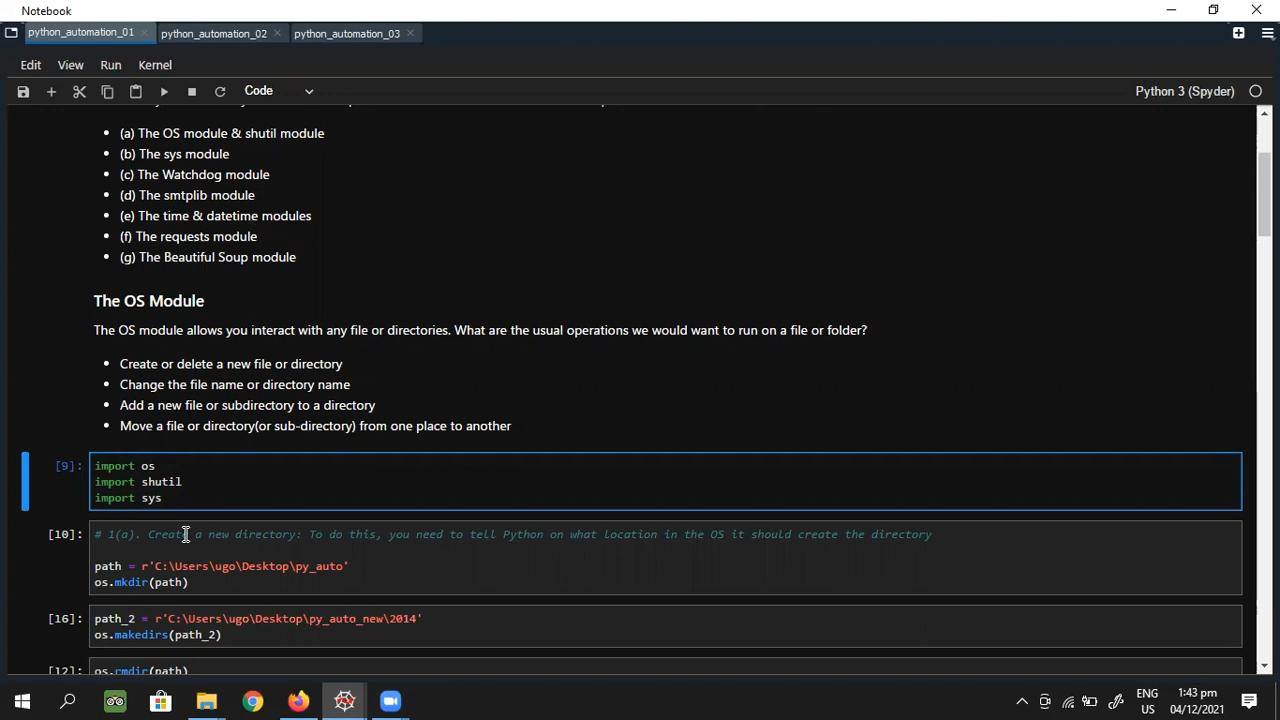 Notebook
python_automation_01
python_automation_02
python_automation_03
Edit View Run Kernel
Code
Python 3 (Spyder)
(a) The OS module & shutil module
(b) The sys module
(c) The Watchdog module
(d) The smtplib module
(e) The time & datetime modules
(f) The requests module
(g) The Beautiful Soup module
The OS Module
The OS module allows you interact with any file or directories. What are the usual operations we would want to run on a file or folder?
Create or delete a new file or directory
Change the file name or directory name
Add a new file or subdirectory to a directory
Move a file or directory(or sub-directory) from one place to another
[9]: import os
import shutil
import sys
[10]: # 1(a). Create a new directory: To do this, you need to tell Python on what location in the OS it should create the directory
path = r'C:\Users\ugo\Desktop\py_auto'
os.mkdir(path)
[16]: path_2 = r'C:\Users\ugo\Desktop\py_auto_new\2014'
os.makedirs(path_2)
[12]: os.rmdir(path)
ENG
US
1:43 pm
04/12/2021